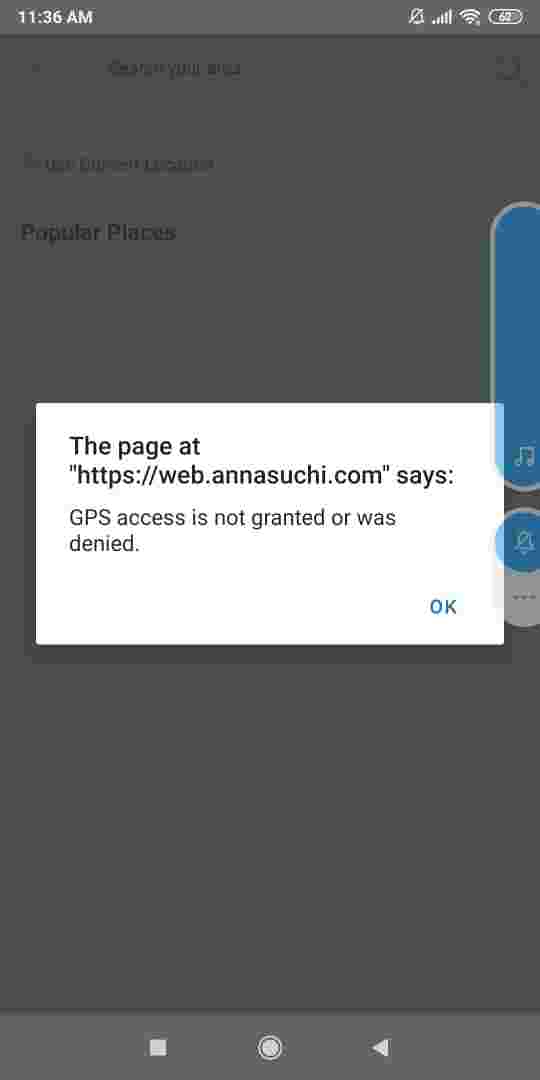 11:36 AM
62
Search your area
Use Current Location
Popular Places
The page at
"https://web.annasuchi.com" says:
GPS access is not granted or was
denied.
OK